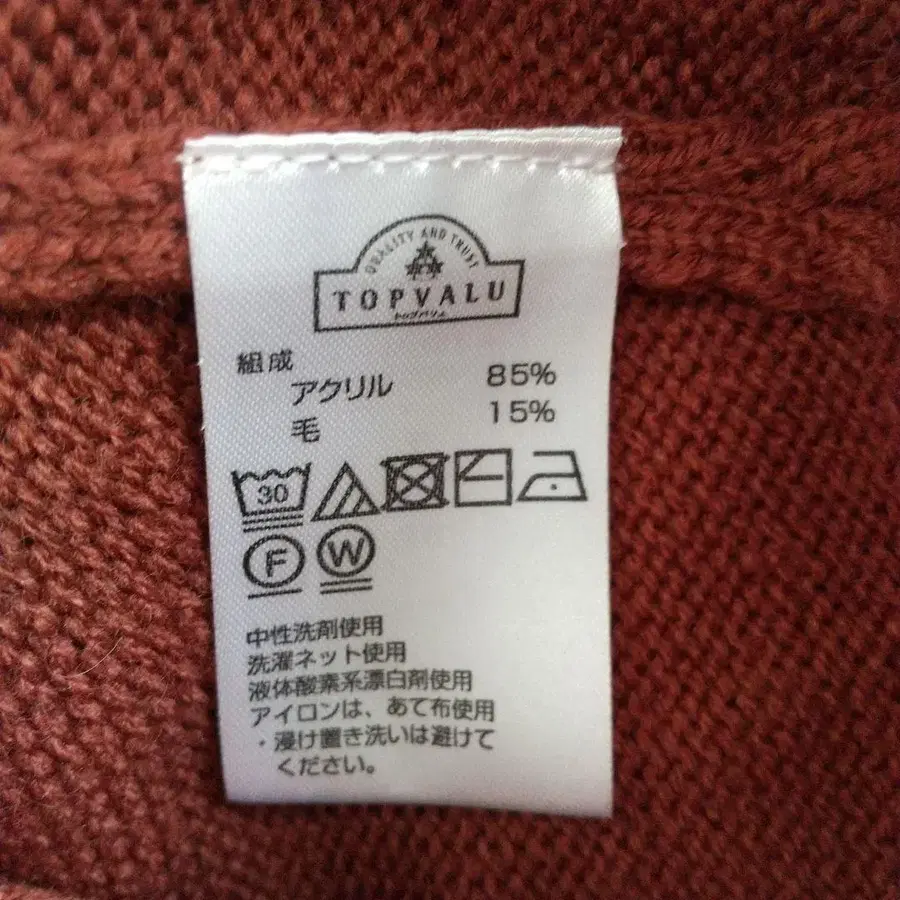 QUALITY AND TRUST
TOPVALU
トップバリュ
組成
アクリル 85%
毛 15%
30
F W
中性洗剤使用
洗濯ネット使用
液体酸素系漂白剤使用
アイロンは、あて布使用
・浸け置き洗いは避けて
ください。